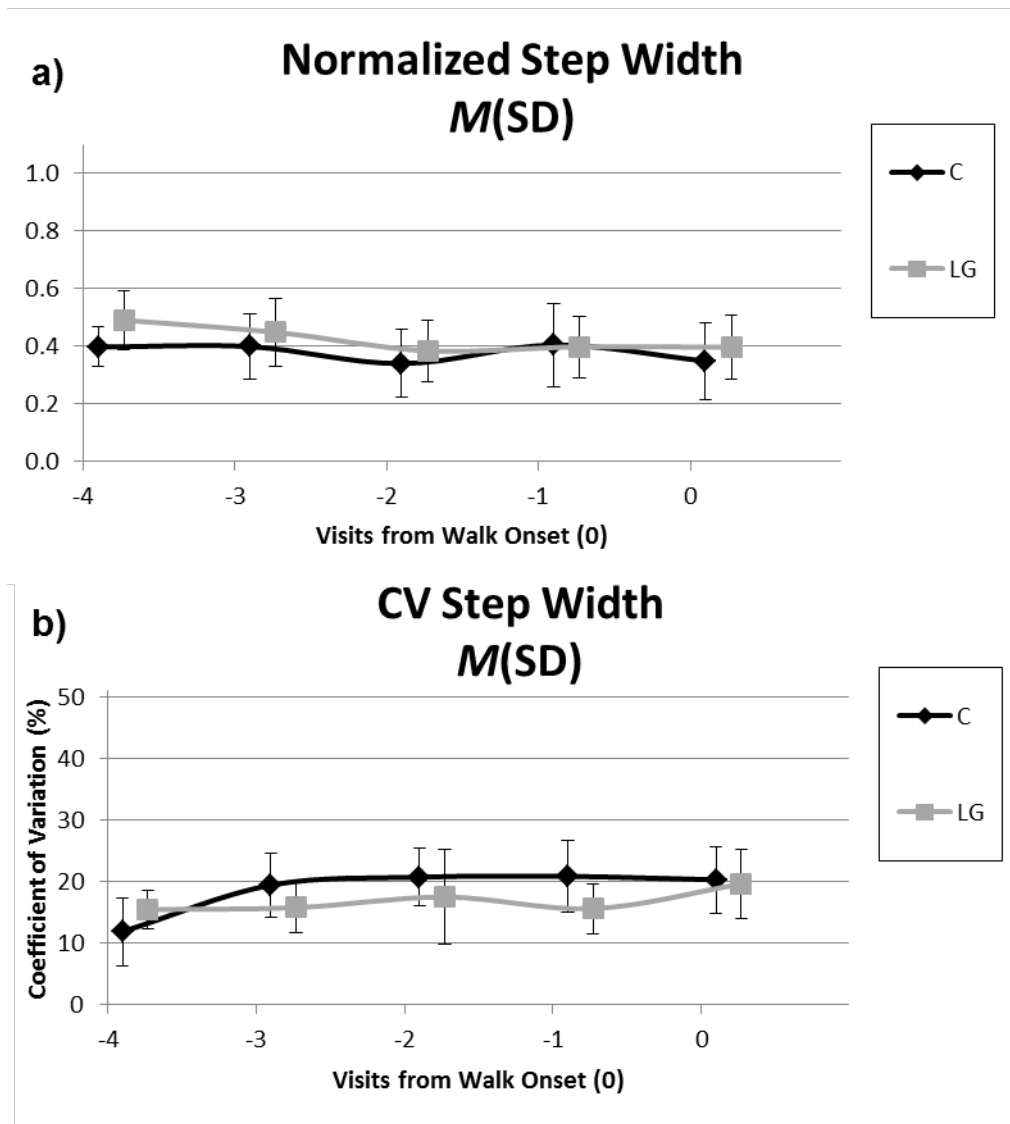 a)
Normalized Step Width
M(SD)
1.0
0.8
0.6
0.4
0.2
0.0
-4 -3 -2 -1 0
Visits from Walk Onset (0)
C
LG
b)
CV Step Width
M(SD)
Coefficient of Variation (%)
50
40
30
20
10
0
-4 -3 -2 -1 0
Visits from Walk Onset (0)
C
LG